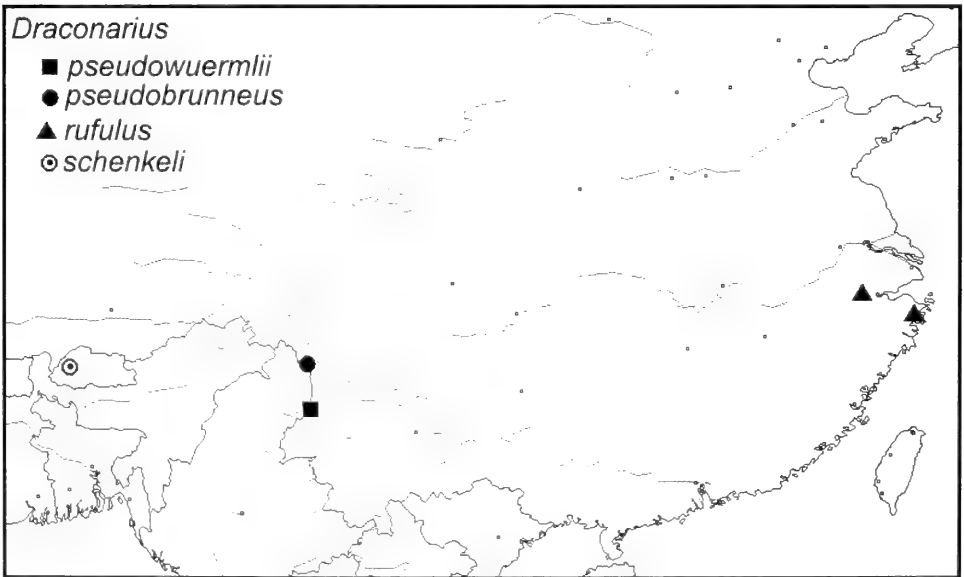 Draconarius
pseudowuermlii
pseudobrunneus
rufulus
schenkeli